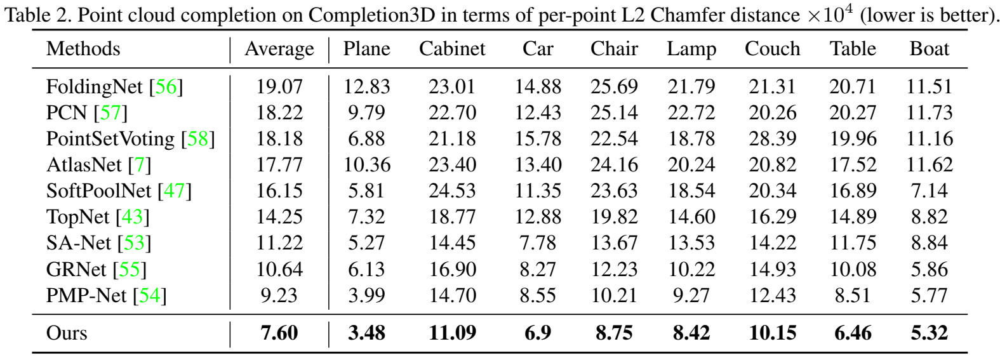 Table 2. Point cloud completion on Completion3D in terms of per-point L2 Chamfer distance ×10⁴ (lower is better).
Methods Average Plane Cabinet Car Chair Lamp Couch Table Boat
FoldingNet [56] 19.07 12.83 23.01 14.88 25.69 21.79 21.31 20.71 11.51
PCN [57] 18.22 9.79 22.70 12.43 25.14 22.72 20.26 20.27 11.73
PointSetVoting [58] 18.18 6.88 21.18 15.78 22.54 18.78 28.39 19.96 11.16
AtlasNet [7] 17.77 10.36 23.40 13.40 24.16 20.24 20.82 17.52 11.62
SoftPoolNet [47] 16.15 5.81 24.53 11.35 23.63 18.54 20.34 16.89 7.14
TopNet [43] 14.25 7.32 18.77 12.88 19.82 14.60 16.29 14.89 8.82
SA-Net [53] 11.22 5.27 14.45 7.78 13.67 13.53 14.22 11.75 8.84
GRNet [55] 10.64 6.13 16.90 8.27 12.23 10.22 14.93 10.08 5.86
PMP-Net [54] 9.23 3.99 14.70 8.55 10.21 9.27 12.43 8.51 5.77
Ours 7.60 3.48 11.09 6.9 8.75 8.42 10.15 6.46 5.32